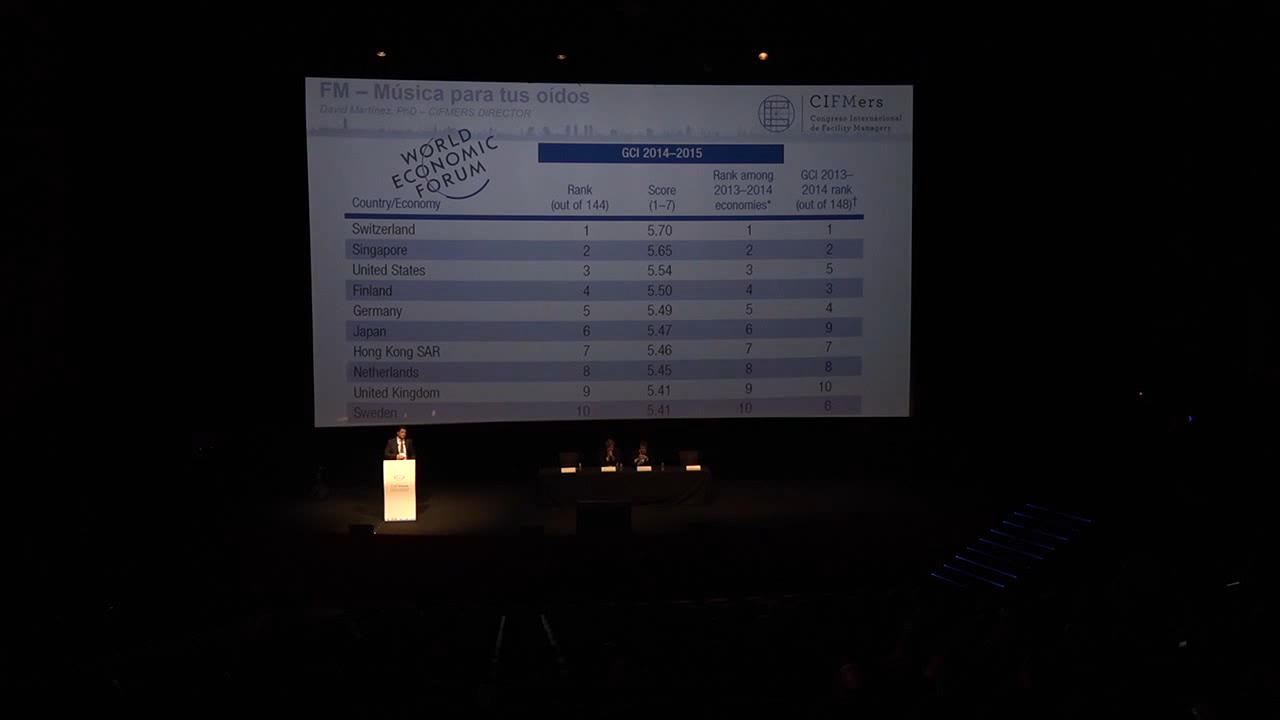 FM – Música para tus oídos
David Martínez, PhD – CIFMERS DIRECTOR
CIFMers
Congreso Internacional
de Facility Managery
WORLD
ECONOMIC
FORUM
GCI 2014–2015
Country/Economy Rank (out of 144) Score (1–7) Rank among 2013–2014 economies* GCI 2013–2014 rank (out of 148)†
Switzerland 1 5.70 1 1
Singapore 2 5.65 2 2
United States 3 5.54 3 5
Finland 4 5.50 4 3
Germany 5 5.49 5 4
Japan 6 5.47 6 9
Hong Kong SAR 7 5.46 7 7
Netherlands 8 5.45 8 8
United Kingdom 9 5.41 9 10
Sweden 10 5.41 10 6